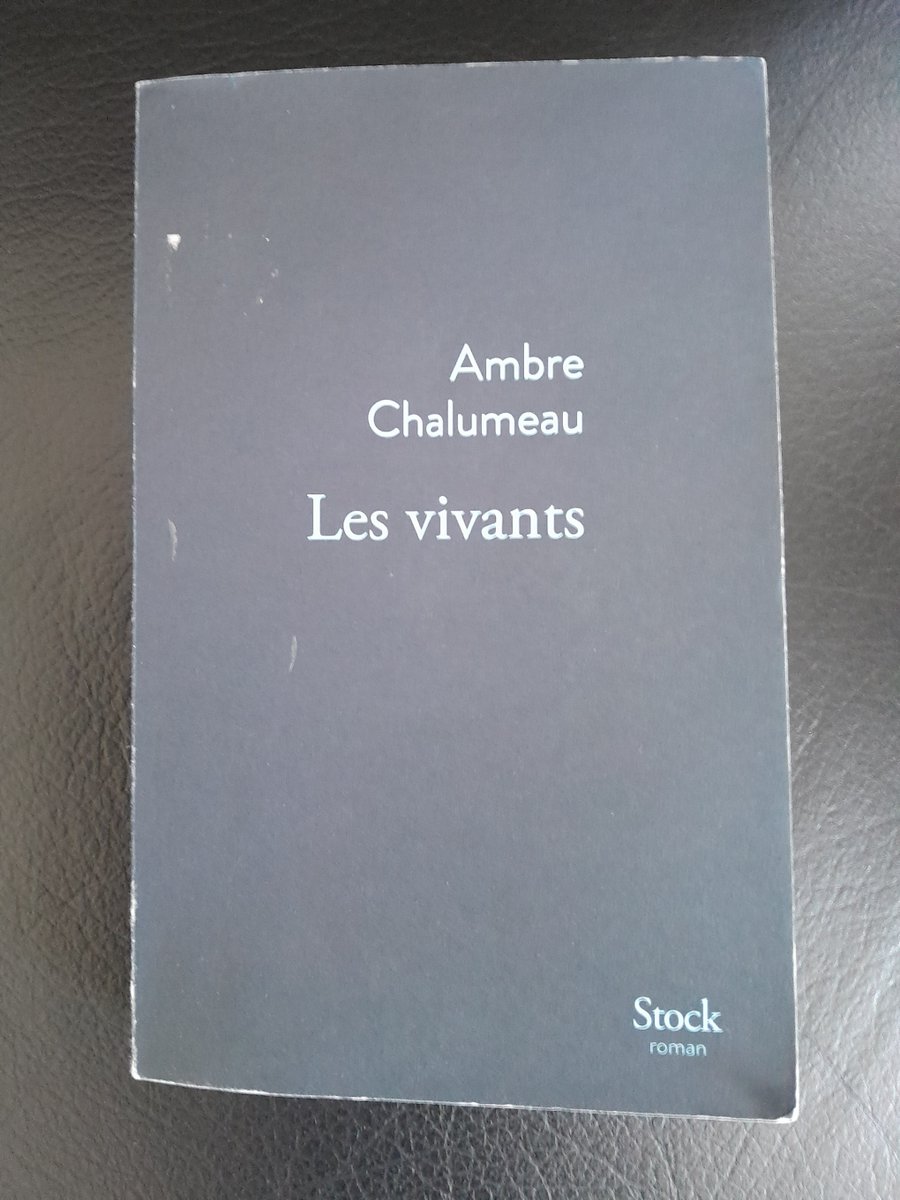 Ambre
Chalumeau
Les vivants
Stock
roman